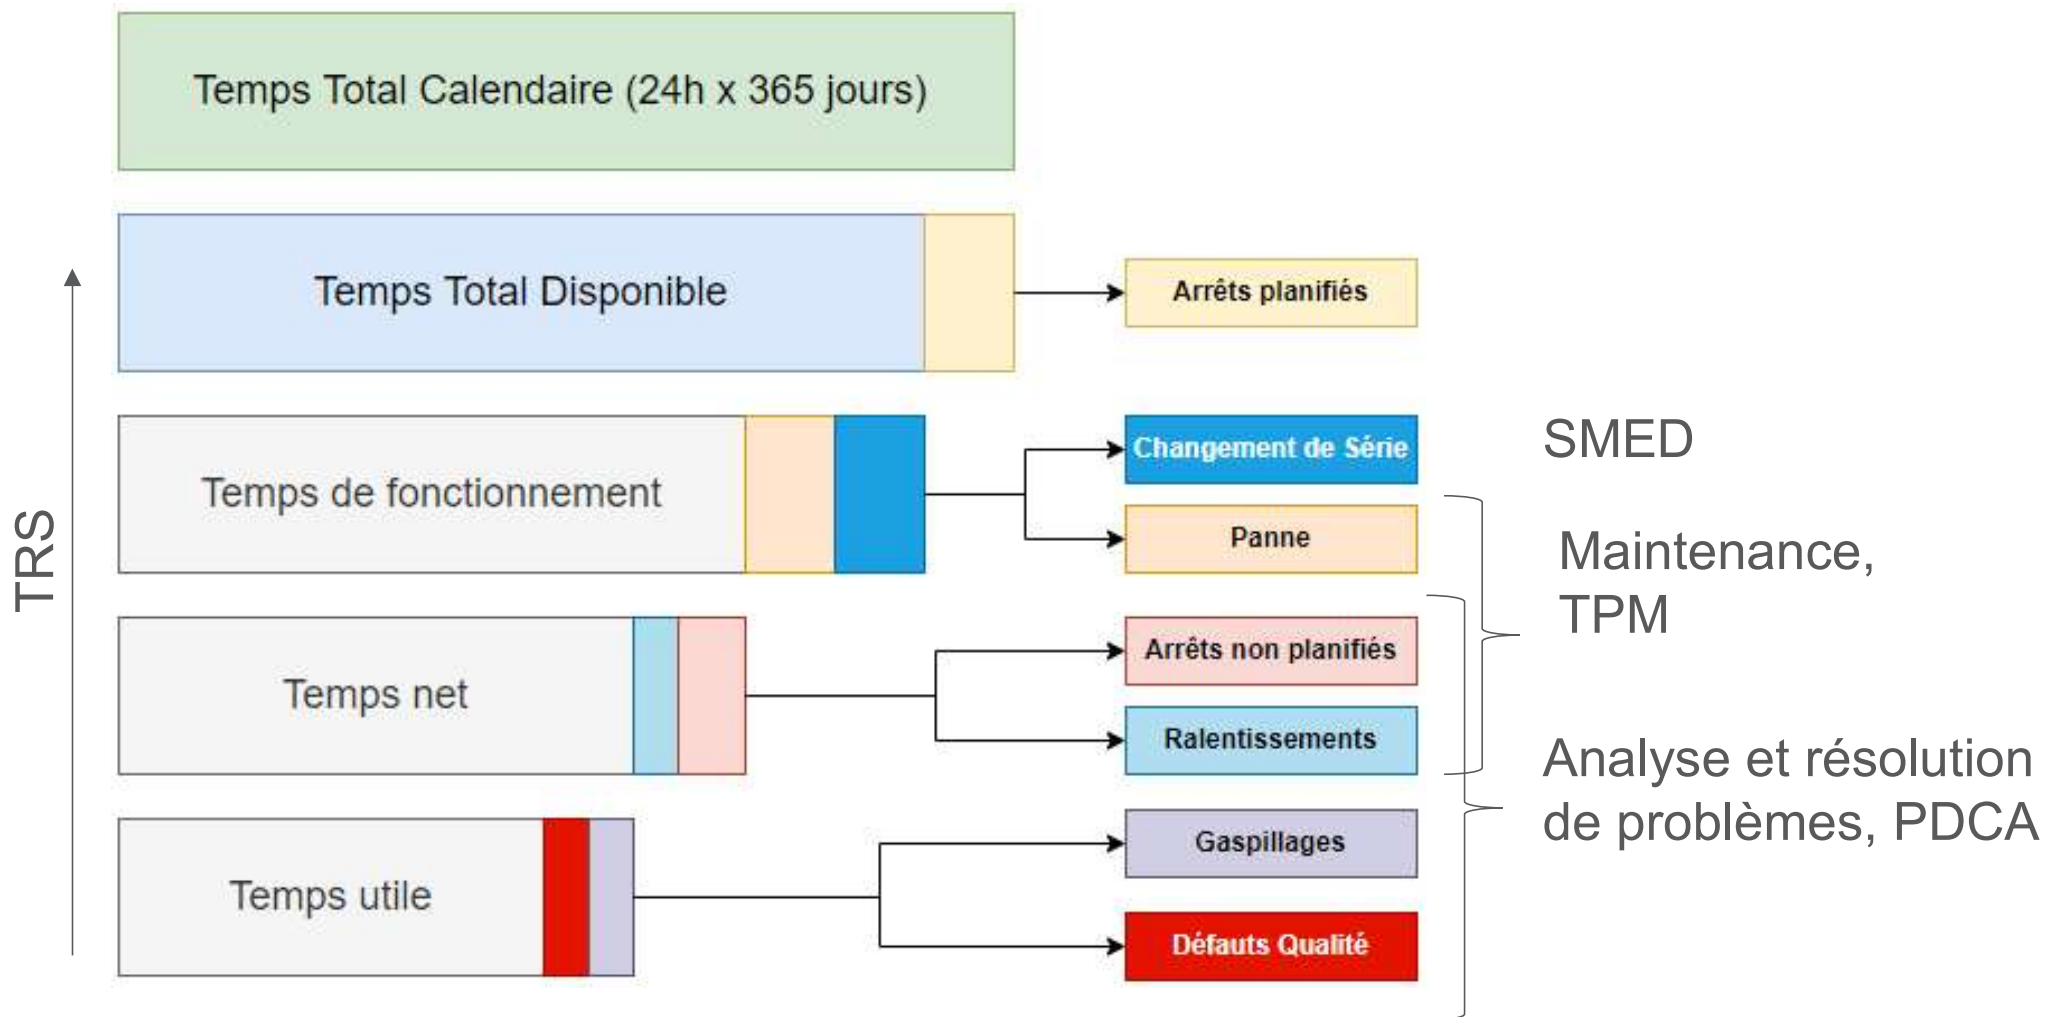 Temps Total Calendaire (24h x 365 jours)
Temps Total Disponible
Arrêts planifiés
TRS
Temps de fonctionnement
Changement de Série
SMED
Panne
Maintenance,
TPM
Temps net
Arrêts non planifiés
Ralentissements
Analyse et résolution
de problèmes, PDCA
Temps utile
Gaspillages
Défauts Qualité